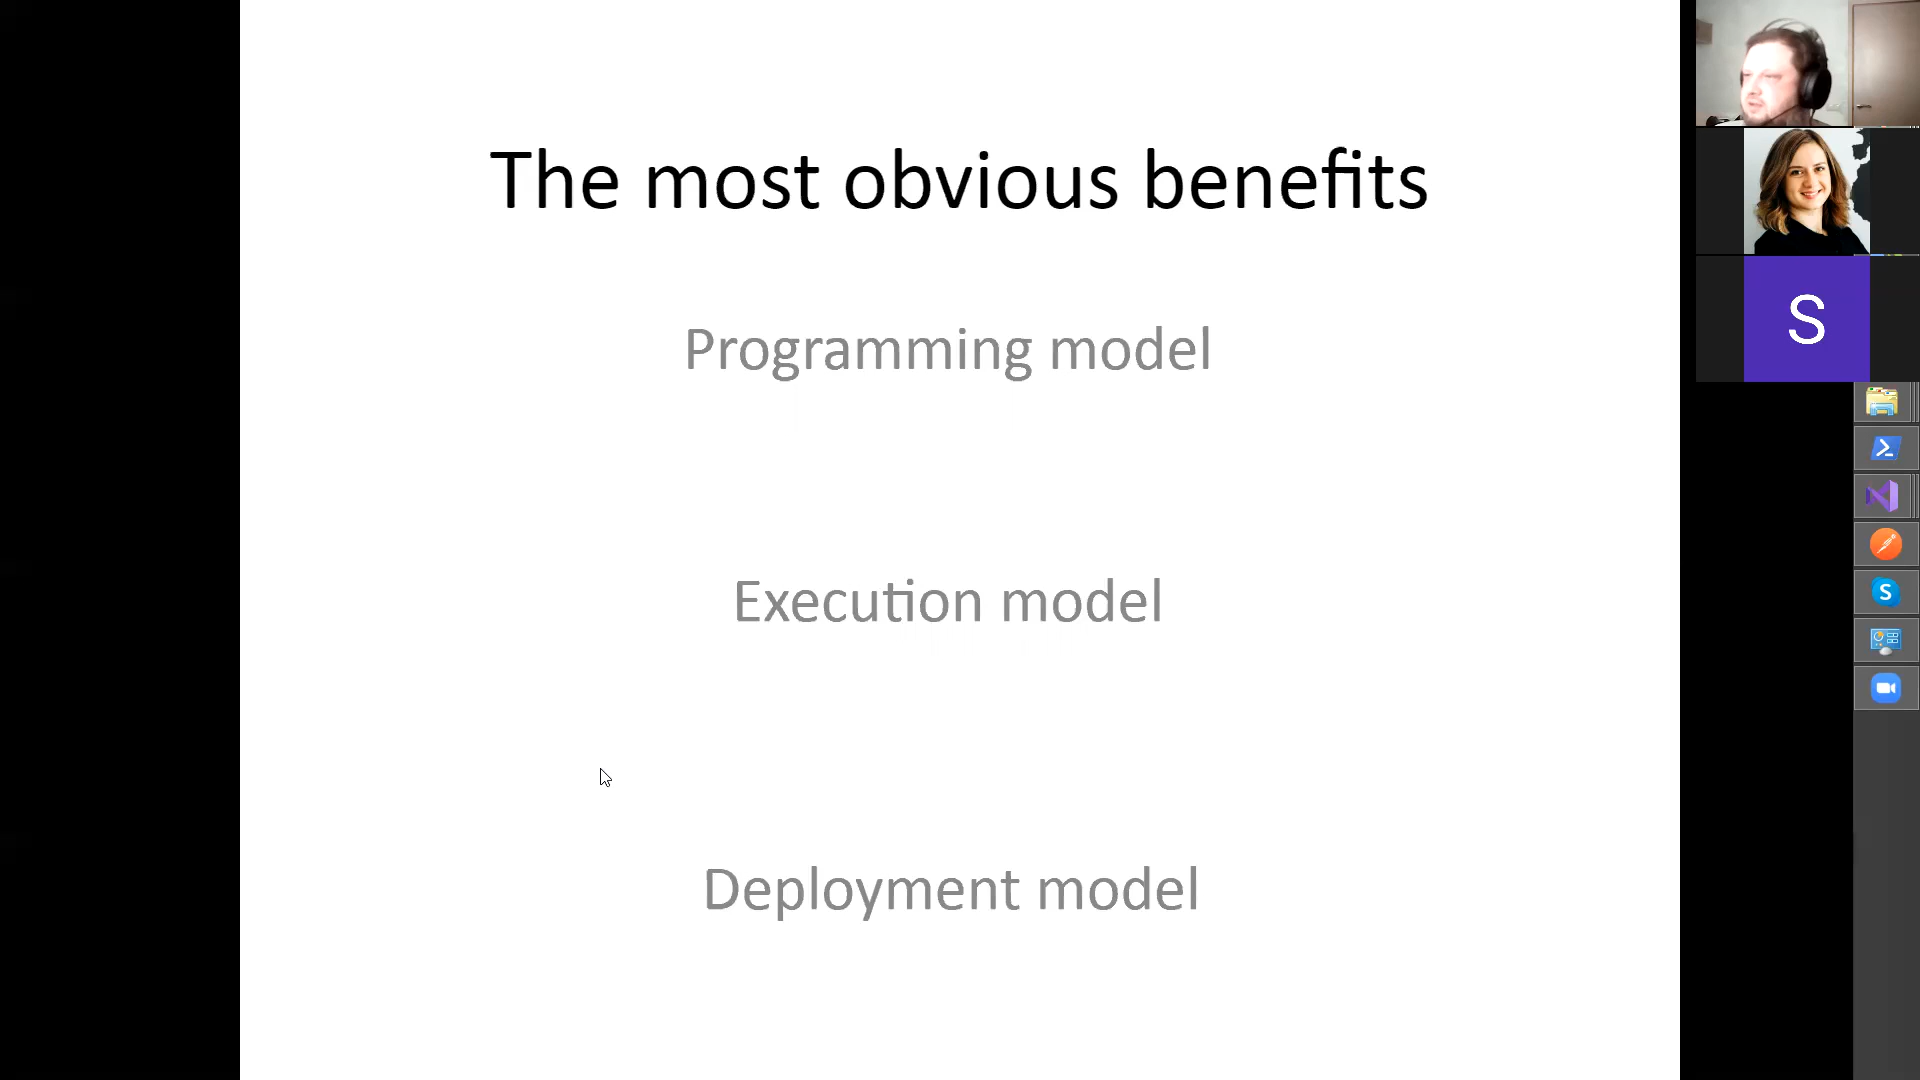 The most obvious benefits
Programming model
Execution model
Deployment model
S